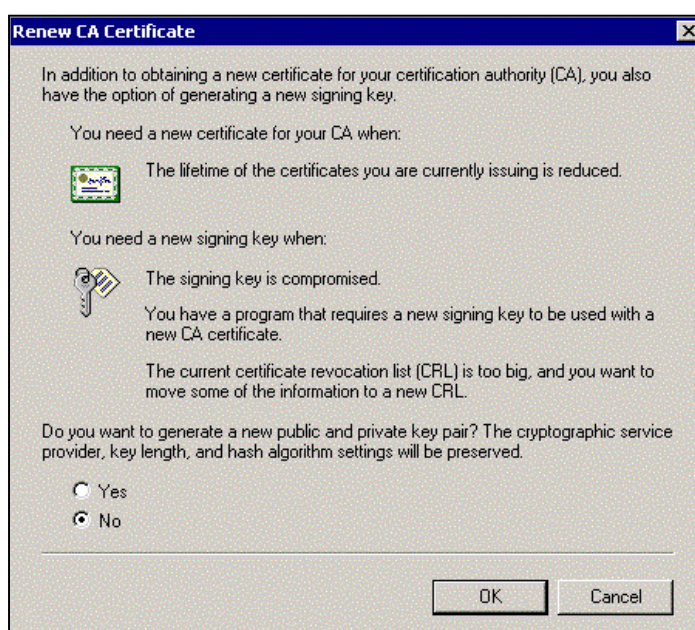 Renew CA Certificate
In addition to obtaining a new certificate for your certification authority (CA), you also
have the option of generating a new signing key.
You need a new certificate for your CA when:
The lifetime of the certificates you are currently issuing is reduced.
You need a new signing key when:
The signing key is compromised.
You have a program that requires a new signing key to be used with a
new CA certificate.
The current certificate revocation list (CRL) is too big, and you want to
move some of the information to a new CRL.
Do you want to generate a new public and private key pair? The cryptographic service
provider, key length, and hash algorithm settings will be preserved.
Yes
No
OK
Cancel